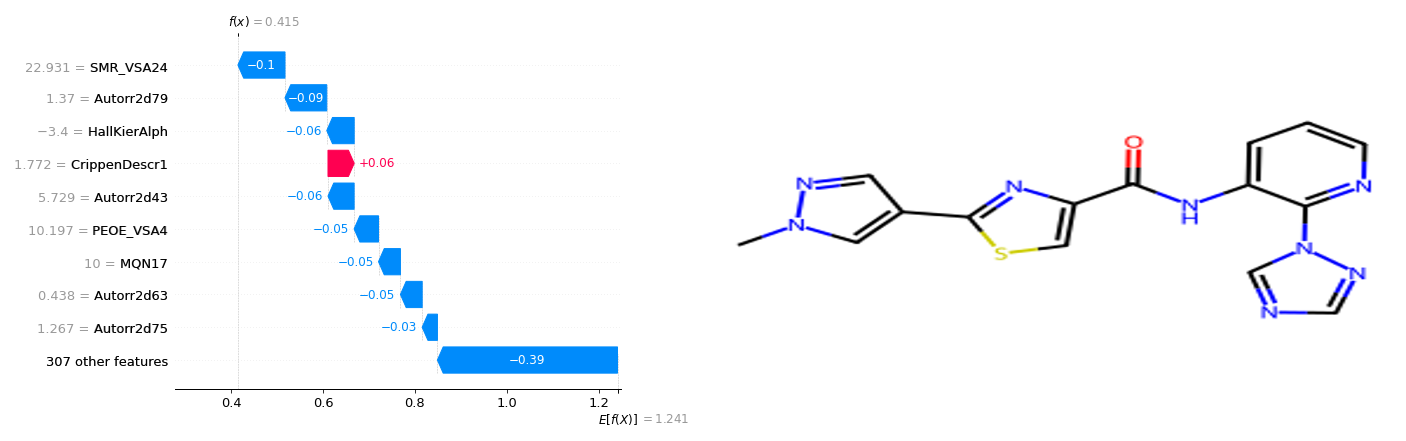 f(x) = 0.415
22.931 = SMR_VSA24
−0.1
1.37 = Autorr2d79
−0.09
−3.4 = HallKierAlph
−0.06
1.772 = CrippenDescr1
+0.06
5.729 = Autorr2d43
−0.06
10.197 = PEOE_VSA4
−0.05
10 = MQN17
−0.05
0.438 = Autorr2d63
−0.05
1.267 = Autorr2d75
−0.03
307 other features
−0.39
0.4 0.6 0.8 1.0 1.2
E[f(X)] = 1.241
O
N
N
N
N
H
N
S
N
N
N